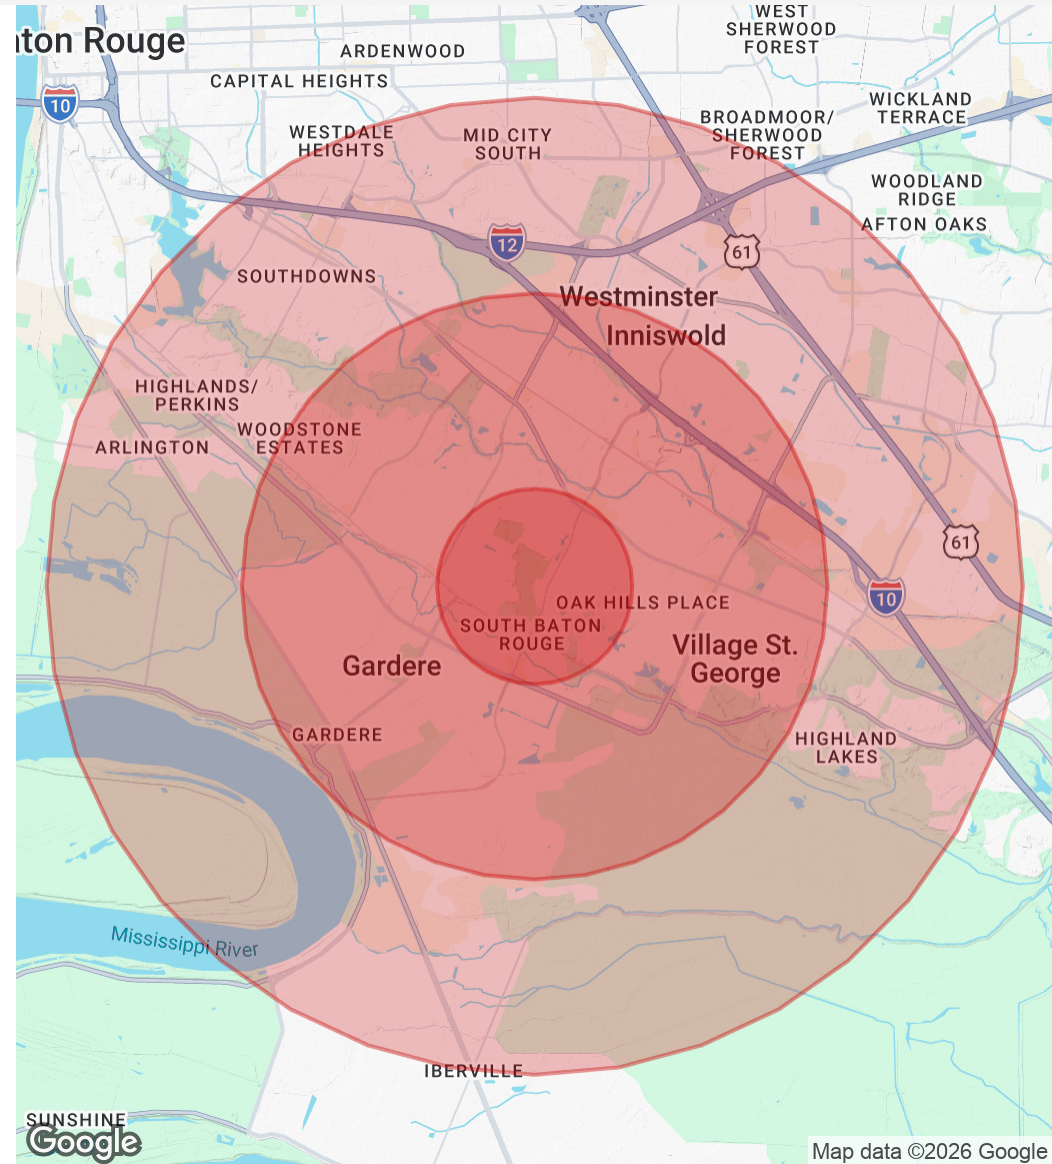 WEST
SHERWOOD
FOREST
aton Rouge
ARDENWOOD
CAPITAL HEIGHTS
10
WICKLAND
TERRACE
BROADMOOR/
SHERWOOD
FOREST
WESTDALE
HEIGHTS
MID CITY
SOUTH
WOODLAND
RIDGE
AFTON OAKS
12
61
SOUTHDOWNS
Westminster
Inniswold
HIGHLANDS/
PERKINS
WOODSTONE
ESTATES
ARLINGTON
61
10
OAK HILLS PLACE
SOUTH BATON
ROUGE
Village St.
George
Gardere
GARDERE
HIGHLAND
LAKES
Mississippi River
IBERVILLE
SUNSHINE
Google
Map data ©2026 Google